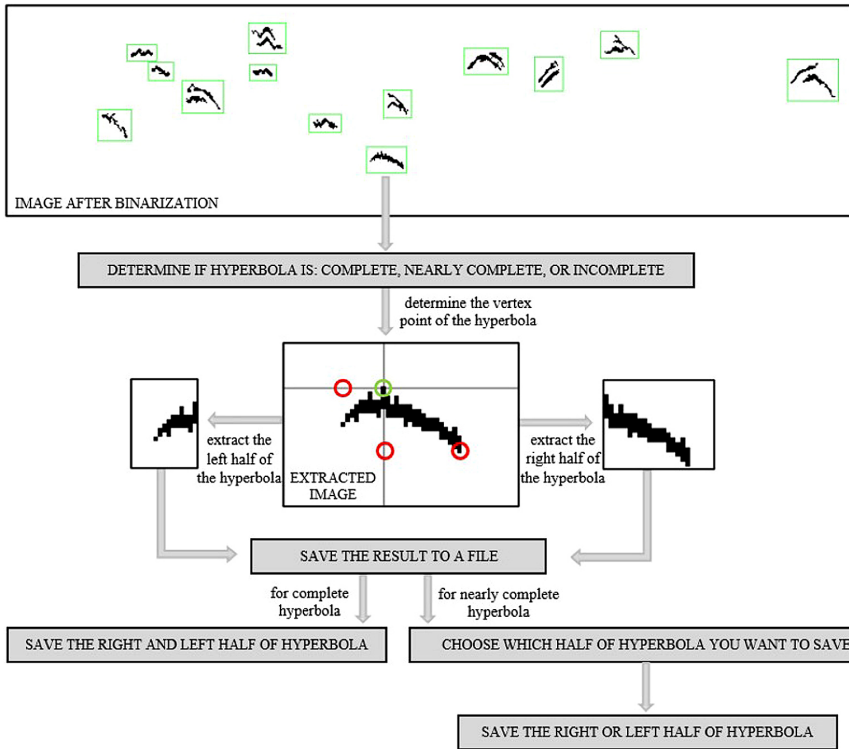 IMAGE AFTER BINARIZATION
DETERMINE IF HYPERBOLA IS: COMPLETE, NEARLY COMPLETE, OR INCOMPLETE
determine the vertex
point of the hyperbola
extract the
left half of
the hyperbola
EXTRACTED
IMAGE
extract the
right half of
the hyperbola
SAVE THE RESULT TO A FILE
for complete
hyperbola
for nearly complete
hyperbola
SAVE THE RIGHT AND LEFT HALF OF HYPERBOLA
CHOOSE WHICH HALF OF HYPERBOLA YOU WANT TO SAVE
SAVE THE RIGHT OR LEFT HALF OF HYPERBOLA